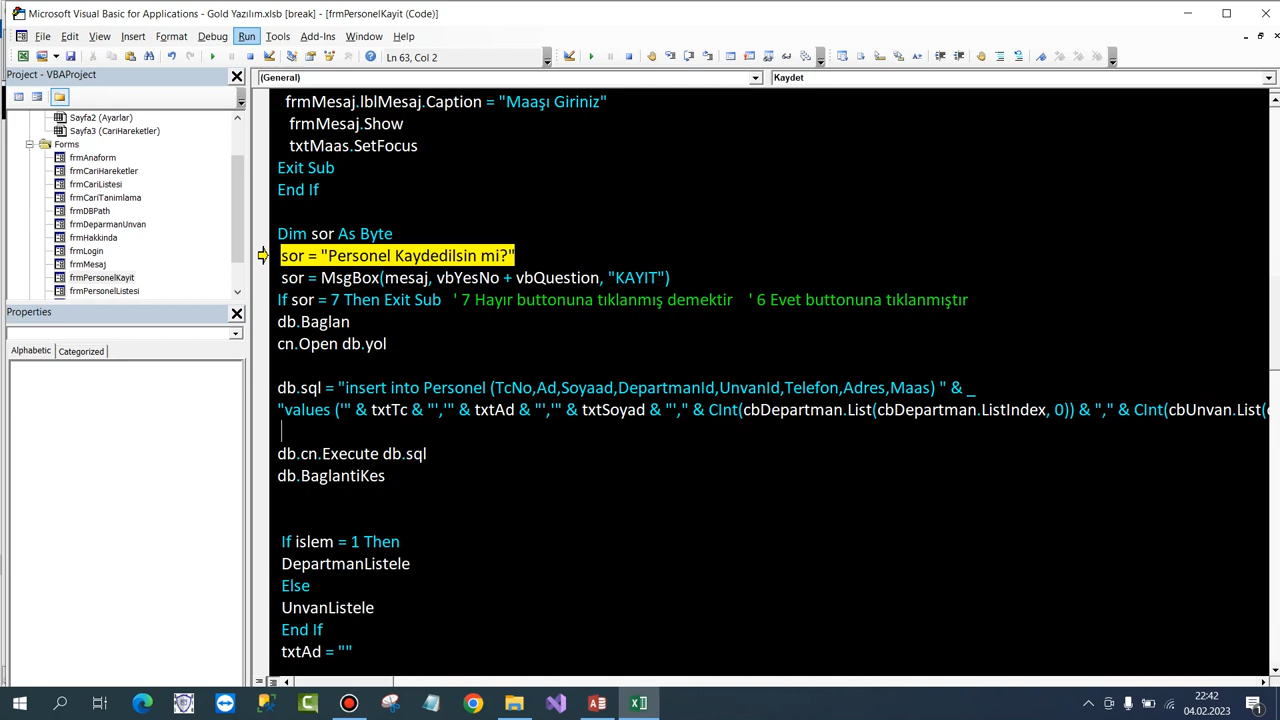 Microsoft Visual Basic for Applications - Gold Yazılım.xlsb [break] - [frmPersonelKayit (Code)]
File Edit View Insert Format Debug Run Tools Add-Ins Window Help
Ln 63, Col 2
Project - VBAProject
(General) Kaydet
Sayfa2 (Ayarlar)
Sayfa3 (CariHareketler)
Forms
frmAnaform
frmCariHareketler
frmCariListesi
frmCariTanimlama
frmDBPath
frmDeparmanUnvan
frmHakkinda
frmLogin
frmMesaj
frmPersonelKayit
frmPersonelListesi
Properties
Alphabetic Categorized
frmMesaj.lblMesaj.Caption = "Maaşı Giriniz"
frmMesaj.Show
txtMaas.SetFocus
Exit Sub
End If
Dim sor As Byte
sor = "Personel Kaydedilsin mi?"
sor = MsgBox(mesaj, vbYesNo + vbQuestion, "KAYIT")
If sor = 7 Then Exit Sub ' 7 Hayır buttonuna tıklanmış demektir ' 6 Evet buttonuna tıklanmıştır
db.Baglan
cn.Open db.yol
db.sql = "insert into Personel (TcNo,Ad,Soyaad,DepartmanId,UnvanId,Telefon,Adres,Maas) " & _
"values ('" & txtTc & "','" & txtAd & "','" & txtSoyad & "'," & CInt(cbDepartman.List(cbDepartman.ListIndex, 0)) & "," & CInt(cbUnvan.List(
db.cn.Execute db.sql
db.BaglantiKes
If islem = 1 Then
DepartmanListele
Else
UnvanListele
End If
txtAd = ""
22:42
04.02.2023